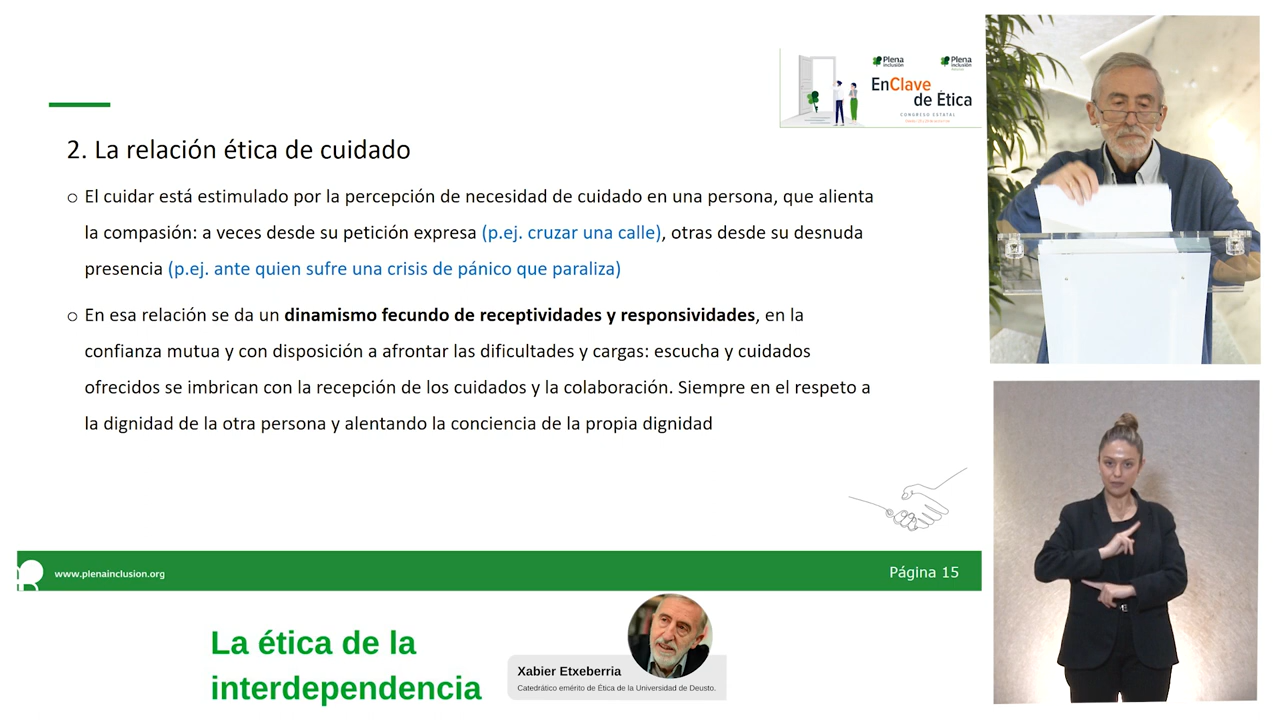 Plena
inclusión
Plena
inclusión
EnClave
de Ética
CONGRESO ESTATAL
2. La relación ética de cuidado
○ El cuidar está estimulado por la percepción de necesidad de cuidado en una persona, que alienta
la compasión: a veces desde su petición expresa (p.ej. cruzar una calle), otras desde su desnuda
presencia (p.ej. ante quien sufre una crisis de pánico que paraliza)
○ En esa relación se da un dinamismo fecundo de receptividades y responsividades, en la
confianza mutua y con disposición a afrontar las dificultades y cargas: escucha y cuidados
ofrecidos se imbrican con la recepción de los cuidados y la colaboración. Siempre en el respeto a
la dignidad de la otra persona y alentando la conciencia de la propia dignidad
www.plenainclusion.org
Página 15
La ética de la
interdependencia
Xabier Etxeberria
Catedrático emérito de Ética de la Universidad de Deusto.